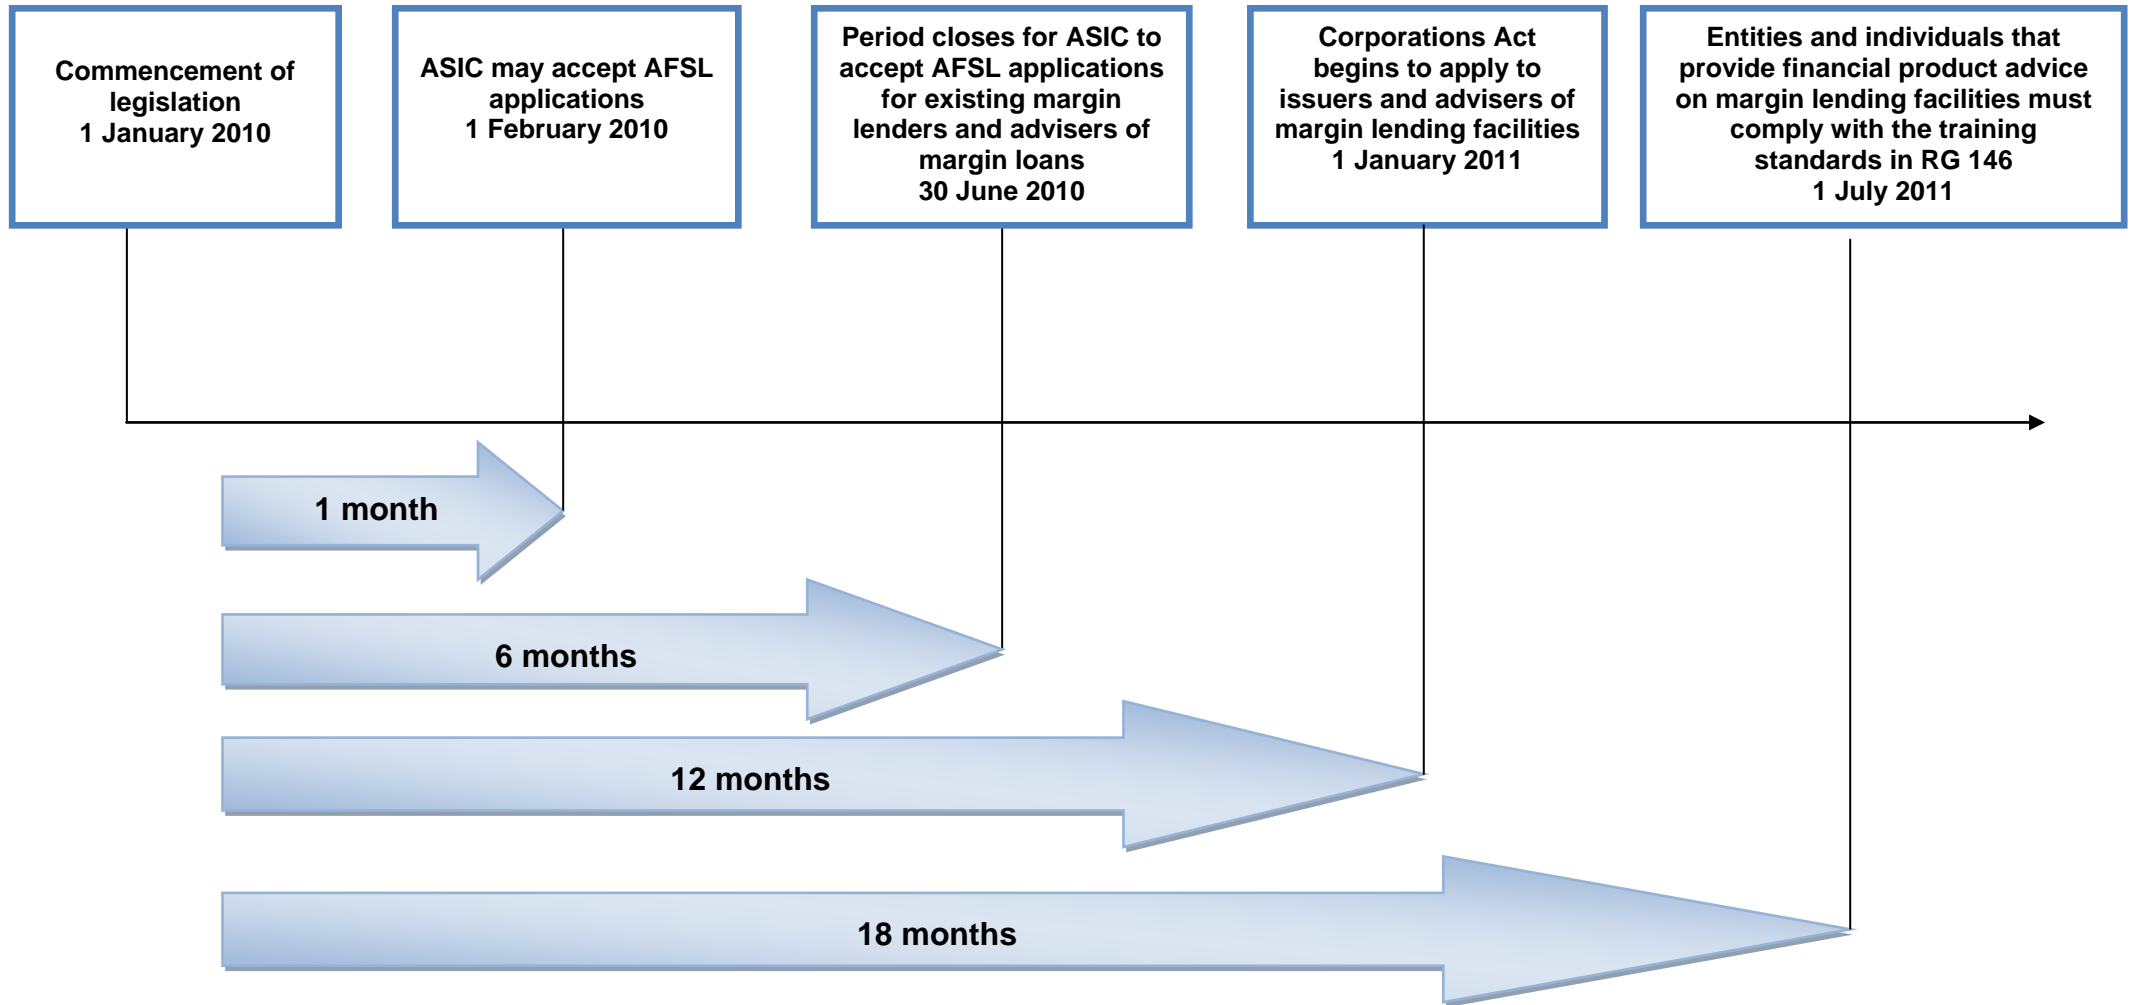 Commencement of
legislation
1 January 2010
ASIC may accept AFSL
applications
1 February 2010
Period closes for ASIC to
accept AFSL applications
for existing margin
lenders and advisers of
margin loans
30 June 2010
Corporations Act
begins to apply to
issuers and advisers of
margin lending facilities
1 January 2011
Entities and individuals that
provide financial product advice
on margin lending facilities must
comply with the training
standards in RG 146
1 July 2011
1 month
6 months
12 months
18 months